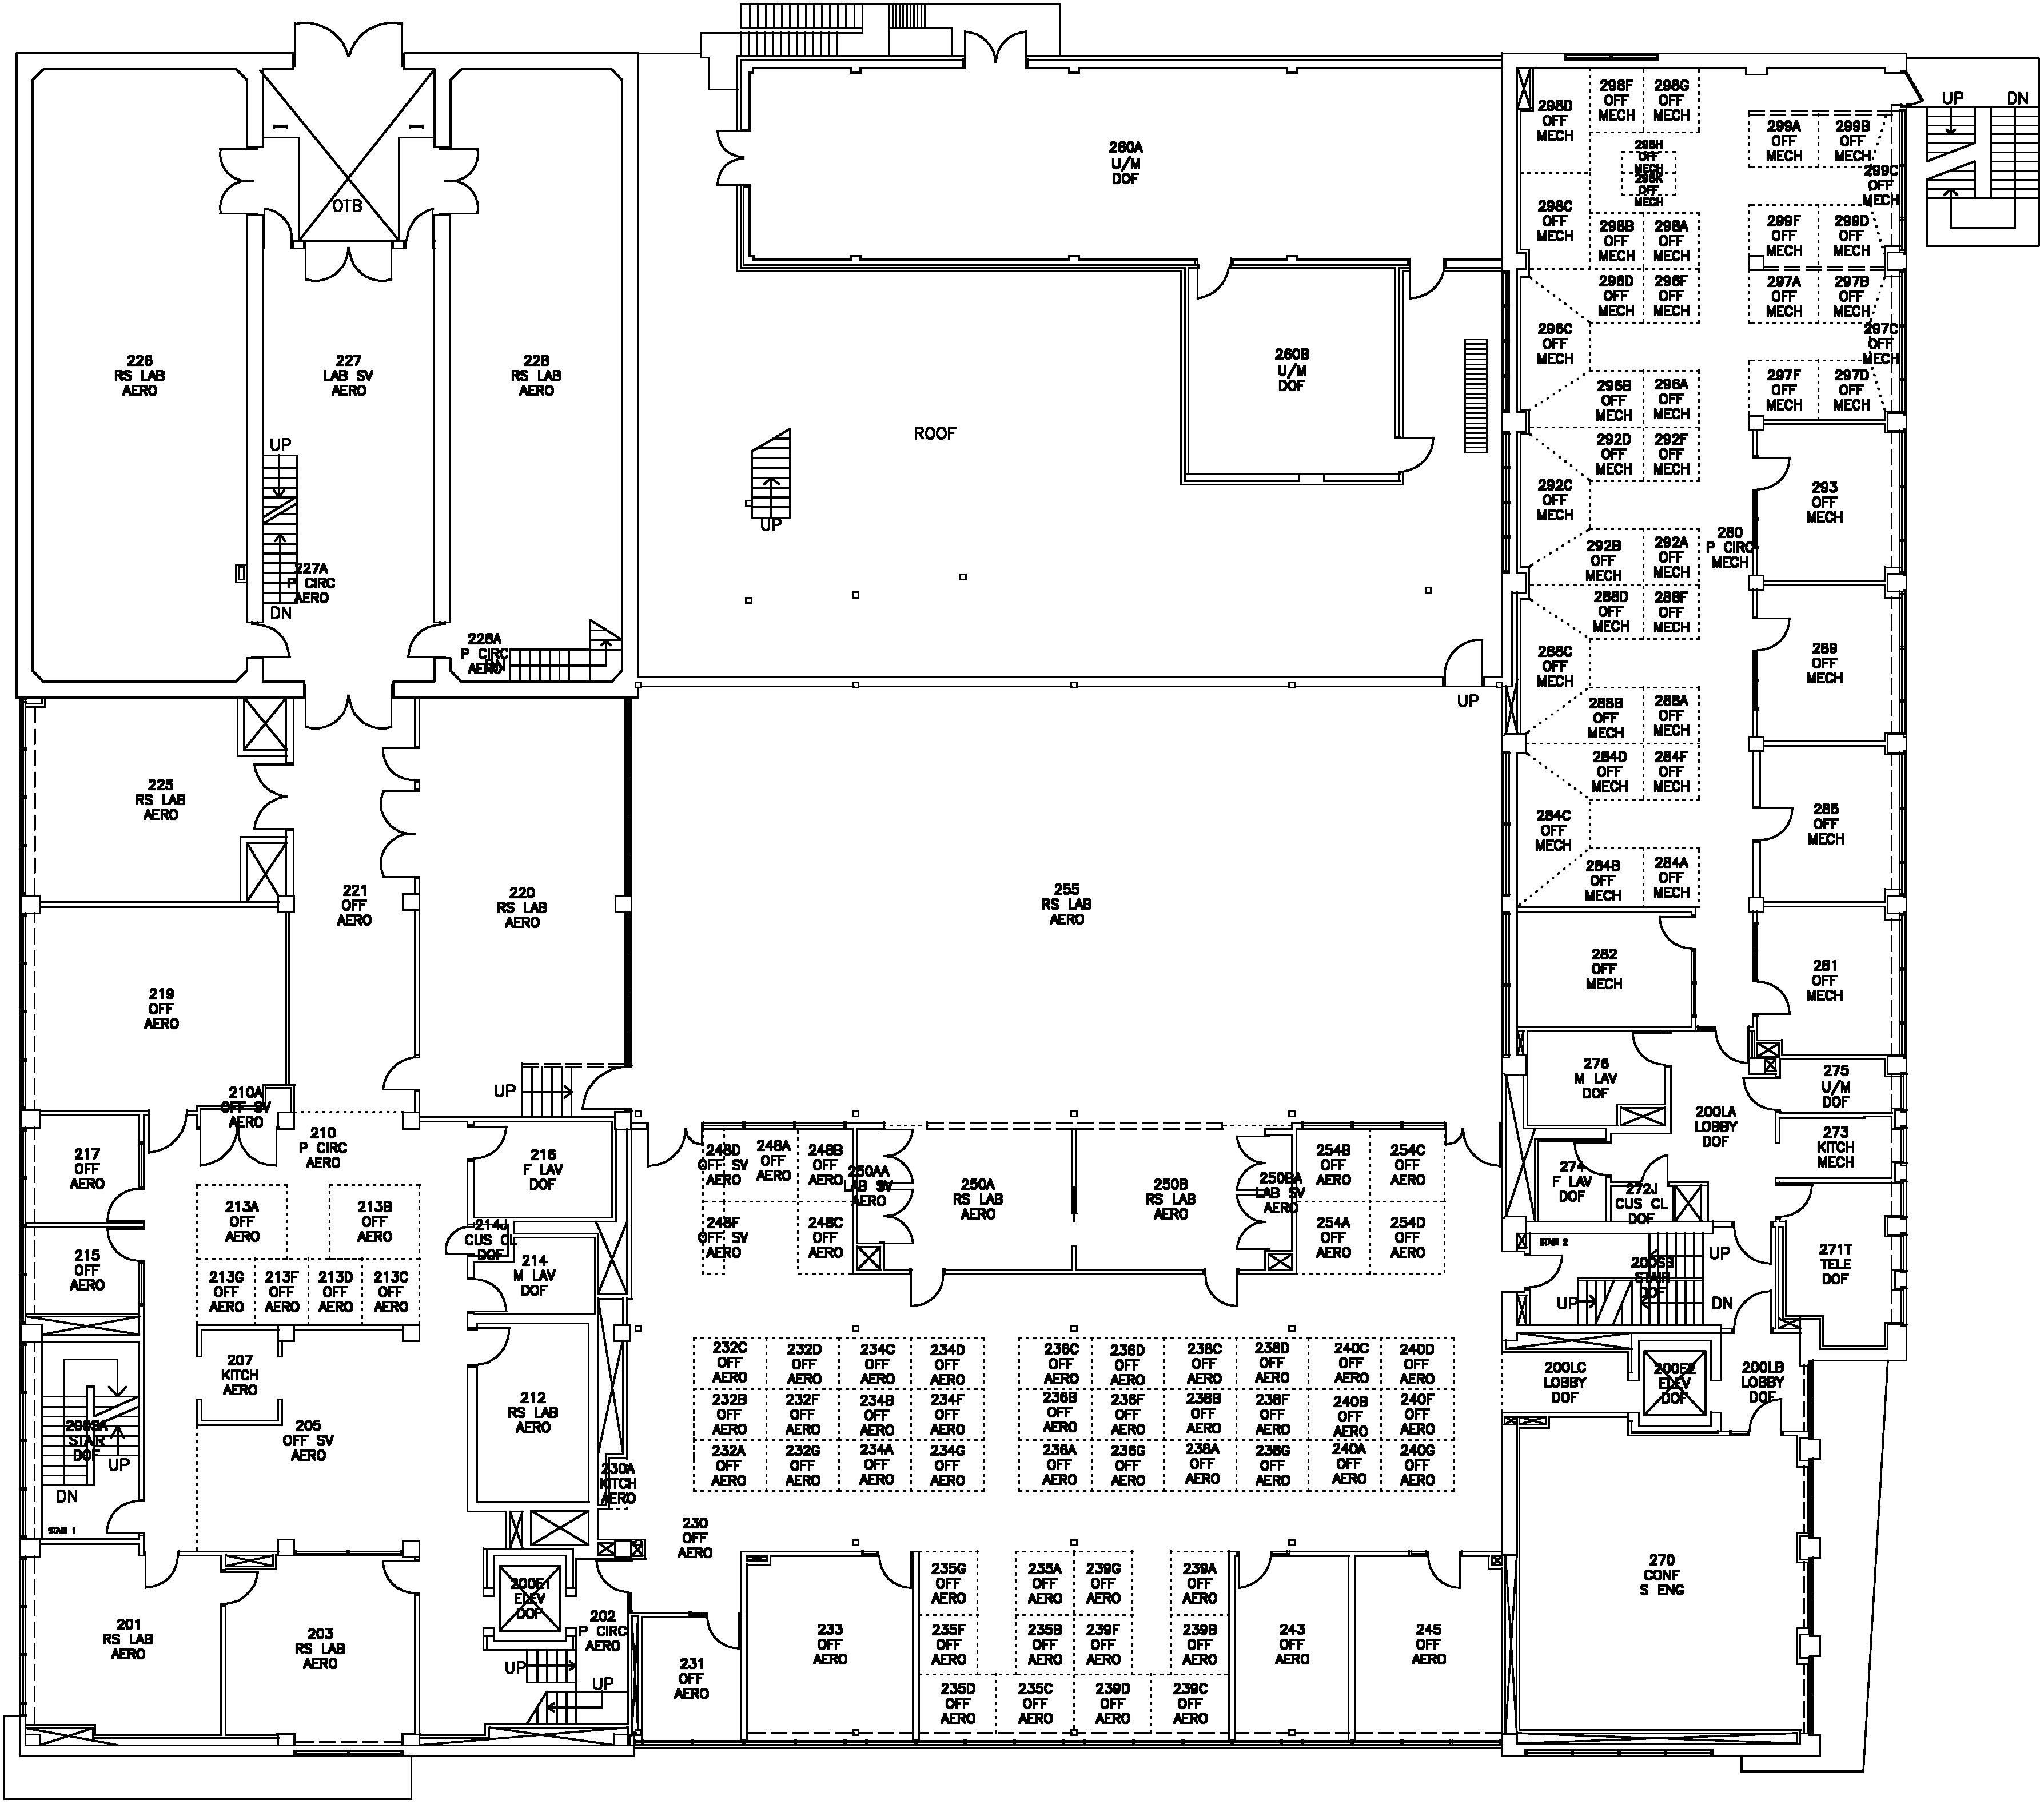 UP
DN
298D
OFF
MECH
298F
OFF
MECH
298G
OFF
MECH
299A
OFF
MECH
299B
OFF
MECH
260A
U/M
DOF
298H
OFF
MECH
298K
OFF
MECH
299C
OFF
MECH
OTB
298C
OFF
MECH
298B
OFF
MECH
298A
OFF
MECH
299F
OFF
MECH
299D
OFF
MECH
296D
OFF
MECH
296F
OFF
MECH
297A
OFF
MECH
297B
OFF
MECH
226
RS LAB
AERO
227
LAB SV
AERO
228
RS LAB
AERO
260B
U/M
DOF
296C
OFF
MECH
297C
OFF
MECH
296B
OFF
MECH
296A
OFF
MECH
297F
OFF
MECH
297D
OFF
MECH
ROOF
UP
292D
OFF
MECH
292F
OFF
MECH
292C
OFF
MECH
293
OFF
MECH
UP
292B
OFF
MECH
292A
OFF
MECH
280
P CIRC
MECH
227A
P CIRC
AERO
DN
288D
OFF
MECH
288F
OFF
MECH
228A
P CIRC
AERO
DN
288C
OFF
MECH
289
OFF
MECH
UP
288B
OFF
MECH
288A
OFF
MECH
225
RS LAB
AERO
284D
OFF
MECH
284F
OFF
MECH
284C
OFF
MECH
285
OFF
MECH
284B
OFF
MECH
284A
OFF
MECH
221
OFF
AERO
220
RS LAB
AERO
255
RS LAB
AERO
282
OFF
MECH
281
OFF
MECH
219
OFF
AERO
276
M LAV
DOF
275
U/M
DOF
210A
OFF SV
AERO
UP
200LA
LOBBY
DOF
210
P CIRC
AERO
273
KITCH
MECH
217
OFF
AERO
216
F LAV
DOF
248D
OFF SV
AERO
248A
OFF
AERO
248B
OFF
AERO
250AA
LAB SV
AERO
250A
RS LAB
AERO
250B
RS LAB
AERO
250BA
LAB SV
AERO
254B
OFF
AERO
254C
OFF
AERO
274
F LAV
DOF
272J
CUS CL
DOF
213A
OFF
AERO
213B
OFF
AERO
214J
CUS CL
DOF
248F
OFF SV
AERO
248C
OFF
AERO
254A
OFF
AERO
254D
OFF
AERO
STAIR 2
UP
200SB
STAIR
DOF
271T
TELE
DOF
215
OFF
AERO
214
M LAV
DOF
213G
OFF
AERO
213F
OFF
AERO
213D
OFF
AERO
213C
OFF
AERO
UP
DN
207
KITCH
AERO
232C
OFF
AERO
232D
OFF
AERO
234C
OFF
AERO
234D
OFF
AERO
236C
OFF
AERO
236D
OFF
AERO
238C
OFF
AERO
238D
OFF
AERO
240C
OFF
AERO
240D
OFF
AERO
200LC
LOBBY
DOF
200E2
ELEV
DOF
200LB
LOBBY
DOF
212
RS LAB
AERO
232B
OFF
AERO
232F
OFF
AERO
234B
OFF
AERO
234F
OFF
AERO
236B
OFF
AERO
236F
OFF
AERO
238B
OFF
AERO
238F
OFF
AERO
240B
OFF
AERO
240F
OFF
AERO
200SA
STAIR
DOF
UP
DN
205
OFF SV
AERO
232A
OFF
AERO
232G
OFF
AERO
234A
OFF
AERO
234G
OFF
AERO
236A
OFF
AERO
236G
OFF
AERO
238A
OFF
AERO
238G
OFF
AERO
240A
OFF
AERO
240G
OFF
AERO
230A
KITCH
AERO
STAIR 1
230
OFF
AERO
270
CONF
S ENG
235G
OFF
AERO
235A
OFF
AERO
239G
OFF
AERO
239A
OFF
AERO
200E1
ELEV
DOF
201
RS LAB
AERO
203
RS LAB
AERO
202
P CIRC
AERO
233
OFF
AERO
235F
OFF
AERO
235B
OFF
AERO
239F
OFF
AERO
239B
OFF
AERO
243
OFF
AERO
245
OFF
AERO
UP
UP
231
OFF
AERO
235D
OFF
AERO
235C
OFF
AERO
239D
OFF
AERO
239C
OFF
AERO